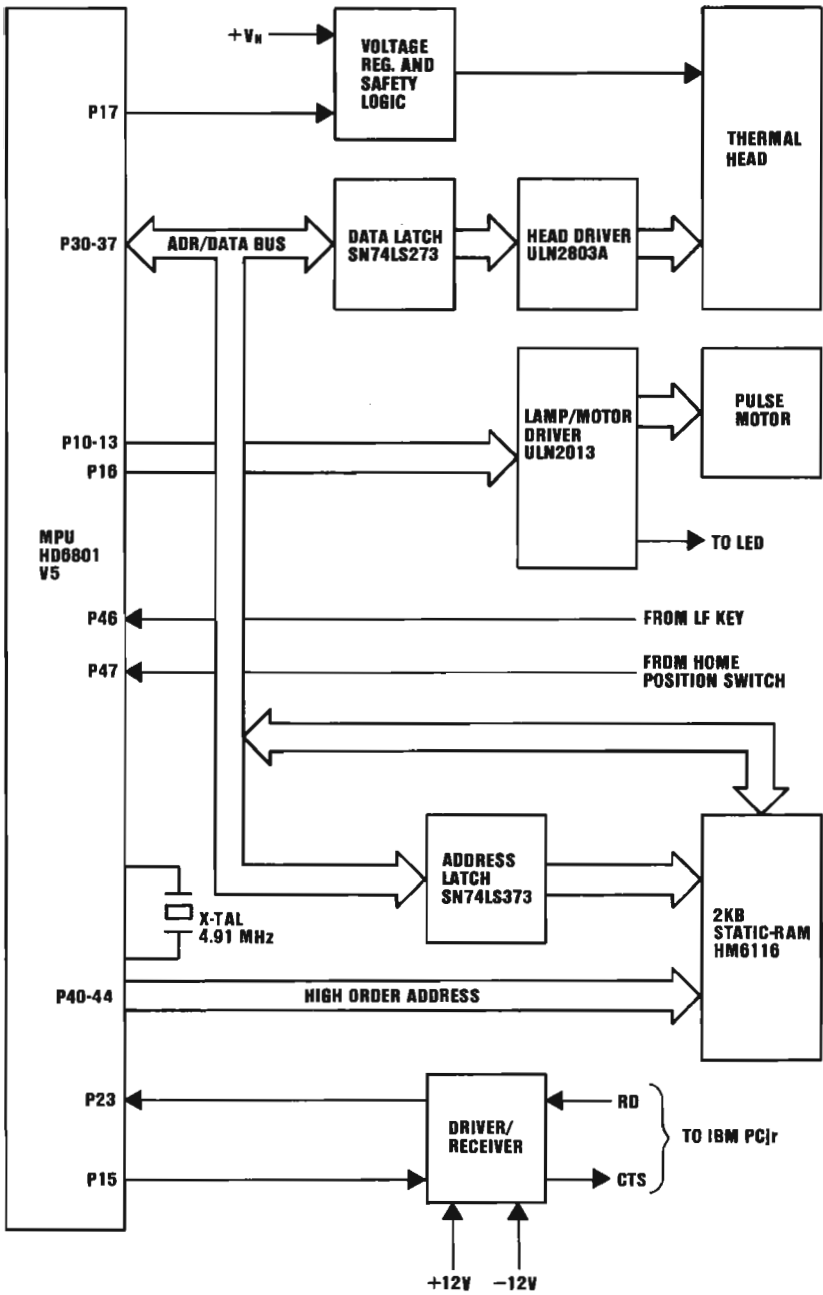 +VH
VOLTAGE
REG. AND
SAFETY
LOGIC
P17
THERMAL
HEAD
P30-37
ADR/DATA BUS
DATA LATCH
SN74LS273
HEAD DRIVER
ULN2803A
P10-13
P16
LAMP/MOTOR
DRIVER
ULN2013
PULSE
MOTOR
TO LED
MPU
HD6801
V5
P46
FROM LF KEY
P47
FROM HOME
POSITION SWITCH
ADDRESS
LATCH
SN74LS373
X-TAL
4.91 MHz
2KB
STATIC-RAM
HM6116
P40-44
HIGH ORDER ADDRESS
P23
DRIVER/
RECEIVER
RD
TO IBM PCjr
P15
CTS
+12V
-12V